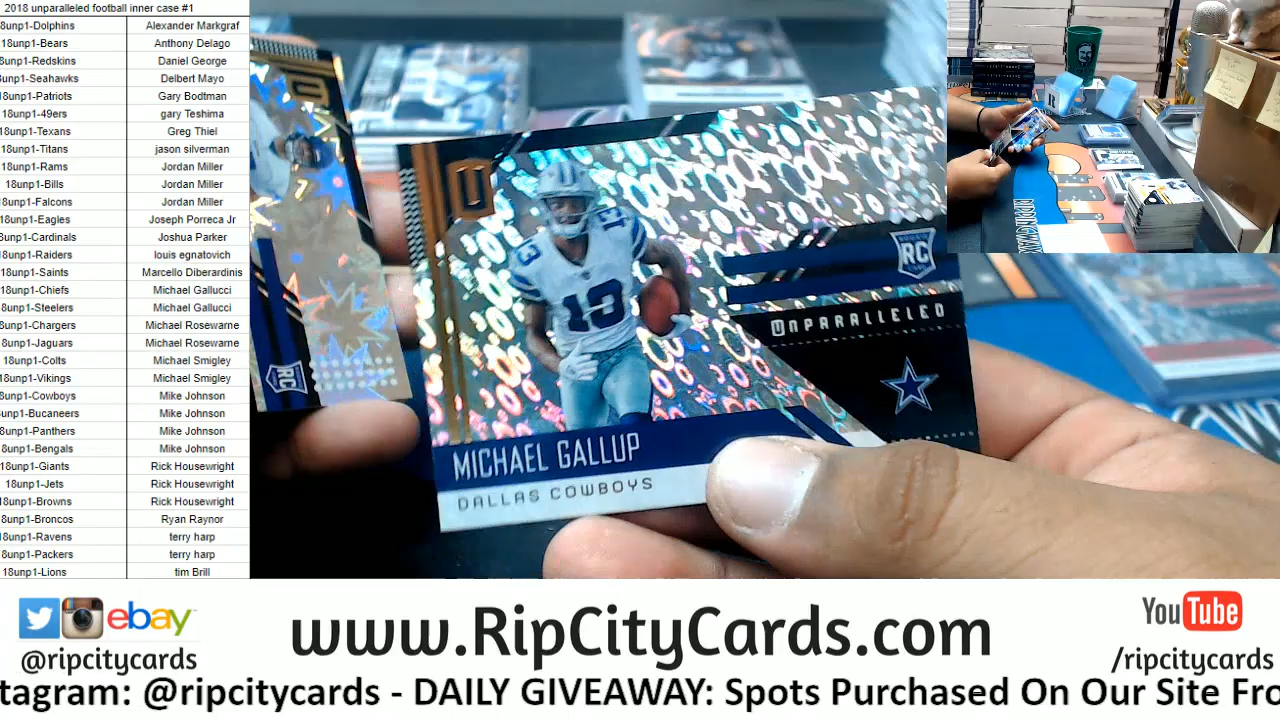 2018 unparalleled football inner case #1
8unp1-Dolphins Alexander Markgraf
18unp1-Bears Anthony Delago
8unp1-Redskins Daniel George
8unp1-Seahawks Delbert Mayo
18unp1-Patriots Gary Bodtman
18unp1-49ers gary Teshima
18unp1-Texans Greg Thiel
18unp1-Titans jason silverman
18unp1-Rams Jordan Miller
18unp1-Bills Jordan Miller
18unp1-Falcons Jordan Miller
18unp1-Eagles Joseph Porreca Jr
8unp1-Cardinals Joshua Parker
18unp1-Raiders louis egnatovich
18unp1-Saints Marcello Diberardinis
18unp1-Chiefs Michael Gallucci
18unp1-Steelers Michael Gallucci
8unp1-Chargers Michael Rosewarne
18unp1-Jaguars Michael Rosewarne
18unp1-Colts Michael Smigley
18unp1-Vikings Michael Smigley
8unp1-Cowboys Mike Johnson
unp1-Bucaneers Mike Johnson
8unp1-Panthers Mike Johnson
8unp1-Bengals Mike Johnson
18unp1-Giants Rick Housewright
18unp1-Jets Rick Housewright
18unp1-Browns Rick Housewright
8unp1-Broncos Ryan Raynor
18unp1-Ravens terry harp
8unp1-Packers terry harp
18unp1-Lions tim Brill
U
13
13
13
RC
UNPARALLELED
MICHAEL GALLUP
DALLAS COWBOYS
RC
ebay
@ripcitycards
www.RipCityCards.com
YouTube
/ripcitycards
tagram: @ripcitycards - DAILY GIVEAWAY: Spots Purchased On Our Site Fro